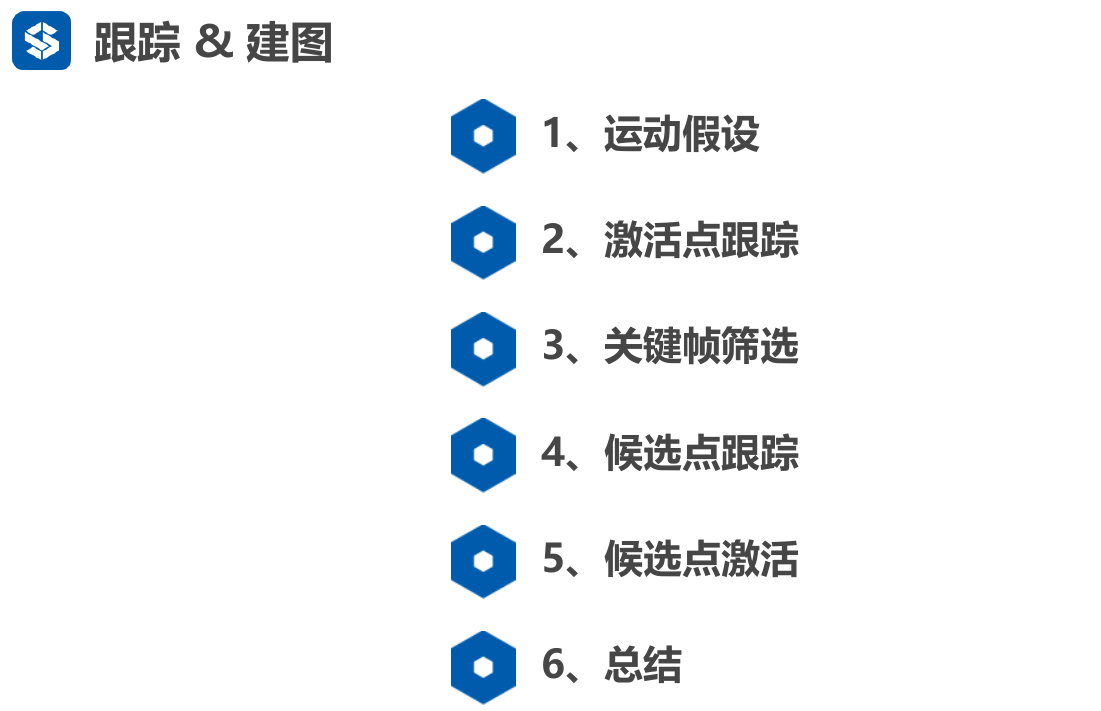 跟踪 & 建图
1、运动假设
2、激活点跟踪
3、关键帧筛选
4、候选点跟踪
5、候选点激活
6、总结